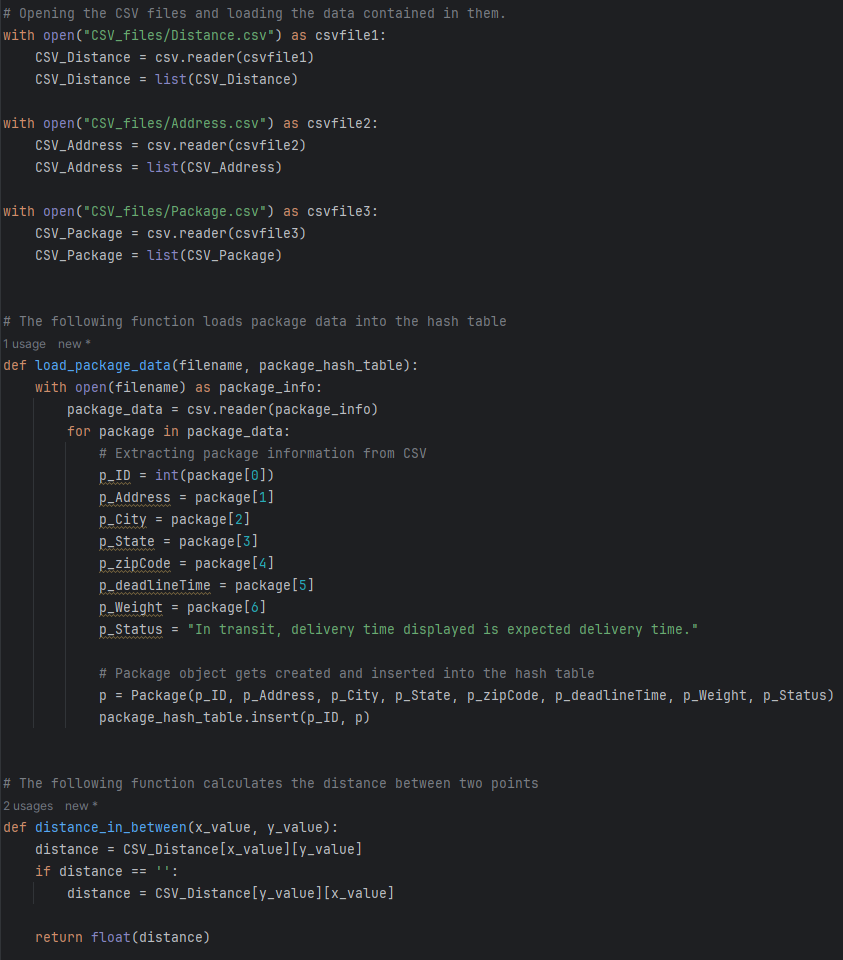 # Opening the CSV files and loading the data contained in them.
with open("CSV_files/Distance.csv") as csvfile1:
    CSV_Distance = csv.reader(csvfile1)
    CSV_Distance = list(CSV_Distance)

with open("CSV_files/Address.csv") as csvfile2:
    CSV_Address = csv.reader(csvfile2)
    CSV_Address = list(CSV_Address)

with open("CSV_files/Package.csv") as csvfile3:
    CSV_Package = csv.reader(csvfile3)
    CSV_Package = list(CSV_Package)


# The following function loads package data into the hash table
1 usage   new *
def load_package_data(filename, package_hash_table):
    with open(filename) as package_info:
        package_data = csv.reader(package_info)
        for package in package_data:
            # Extracting package information from CSV
            p_ID = int(package[0])
            p_Address = package[1]
            p_City = package[2]
            p_State = package[3]
            p_zipCode = package[4]
            p_deadlineTime = package[5]
            p_Weight = package[6]
            p_Status = "In transit, delivery time displayed is expected delivery time."

            # Package object gets created and inserted into the hash table
            p = Package(p_ID, p_Address, p_City, p_State, p_zipCode, p_deadlineTime, p_Weight, p_Status)
            package_hash_table.insert(p_ID, p)


# The following function calculates the distance between two points
2 usages   new *
def distance_in_between(x_value, y_value):
    distance = CSV_Distance[x_value][y_value]
    if distance == '':
        distance = CSV_Distance[y_value][x_value]

    return float(distance)